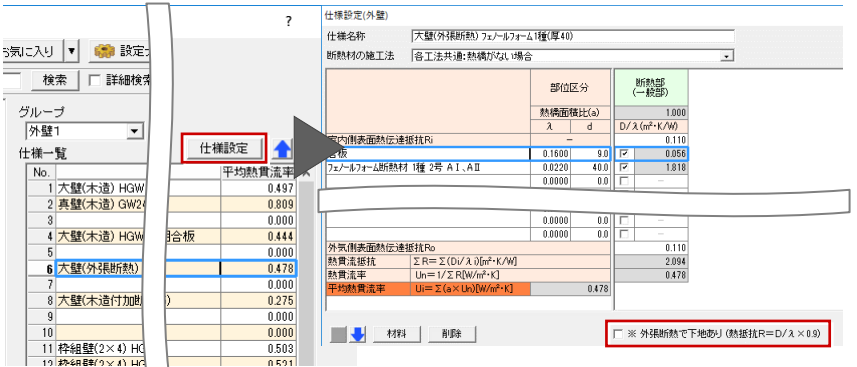 ?
お気に入り
設定
検索
詳細検索
グループ
外壁1
仕様設定
仕様一覧
No.
平均熱貫流率
1 大壁(木造) HGW 0.497
2 真壁(木造) GW24 0.809
3 0.000
4 大壁(木造) HGW 合板 0.444
5 0.000
6 大壁(外張断熱) 0.478
7 0.000
8 大壁(木造付加断 ) 0.275
9 0.000
10 0.000
11 枠組壁(2×4) HG 0.503
12 枠組壁(2×4) HG 0.521
仕様設定(外壁)
仕様名称 大壁(外張断熱) フェノールフォーム1種(厚40)
断熱材の施工法 各工法共通:熱橋がない場合
部位区分 断熱部
(一般部)
熱橋面積比(a) 1.000
λ d D/λ(m²・K/W)
室内側表面熱伝達抵抗Ri − 0.110
合板 0.1600 9.0 0.056
フェノールフォーム断熱材 1種 2号 AⅠ、AⅡ 0.0220 40.0 1.818
0.0000 0.0 −
0.0000 0.0 −
0.0000 0.0 −
外気側表面熱伝達抵抗Ro 0.110
熱貫流抵抗 ΣR=Σ(Di/λi)[m²・K/W] 2.094
熱貫流率 Un=1/ΣR[W/m²・K] 0.478
平均熱貫流率 Ui=Σ(a×Un)[W/m²・K] 0.478
材料
削除
※ 外張断熱で下地あり (熱抵抗R=D/λ×0.9)